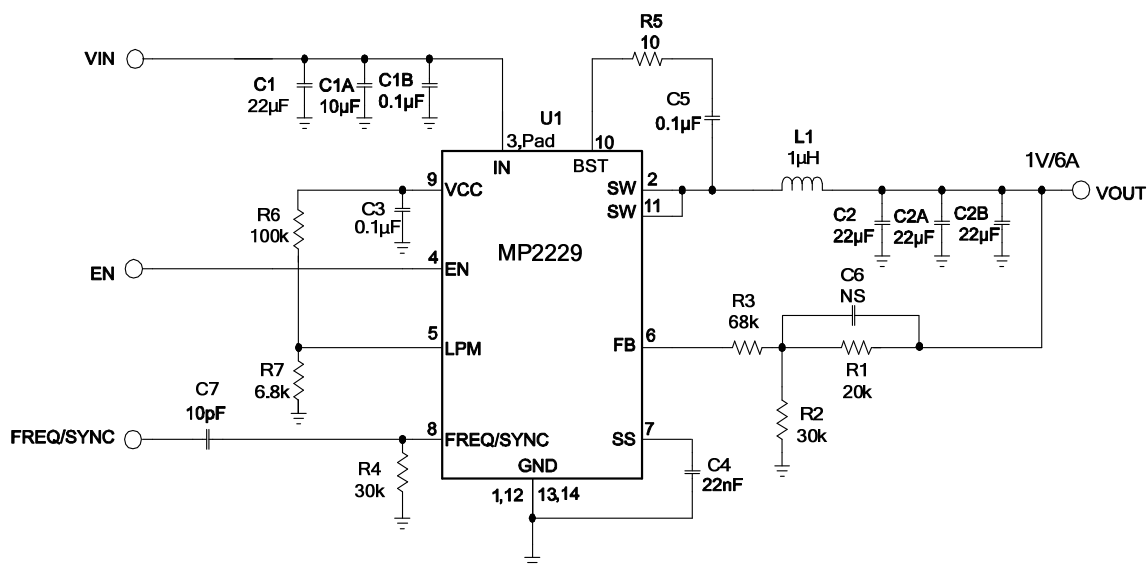 VIN
C1
22µF
C1A
10µF
C1B
0.1µF
R5
10
C5
0.1µF
U1
3,Pad
10
IN
BST
L1
1µH
1V/6A
VOUT
9
VCC
SW
2
SW
11
R6
100k
C3
0.1µF
C2
22µF
C2A
22µF
C2B
22µF
MP2229
EN
4
EN
C6
NS
R3
68k
5
LPM
FB
6
R1
20k
R7
6.8k
C7
10pF
R2
30k
FREQ/SYNC
8
FREQ/SYNC
SS
7
R4
30k
GND
C4
22nF
1,12
13,14